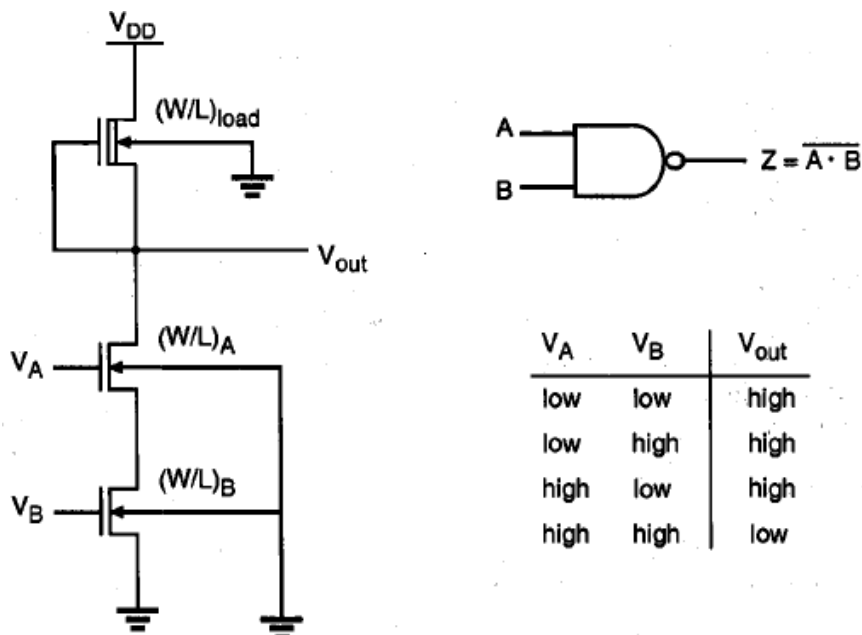 V_DD
(W/L)_load
V_out
V_A
(W/L)_A
V_B
(W/L)_B
A
B
Z = \overline{A · B}
V_A V_B V_out
low low high
low high high
high low high
high high low